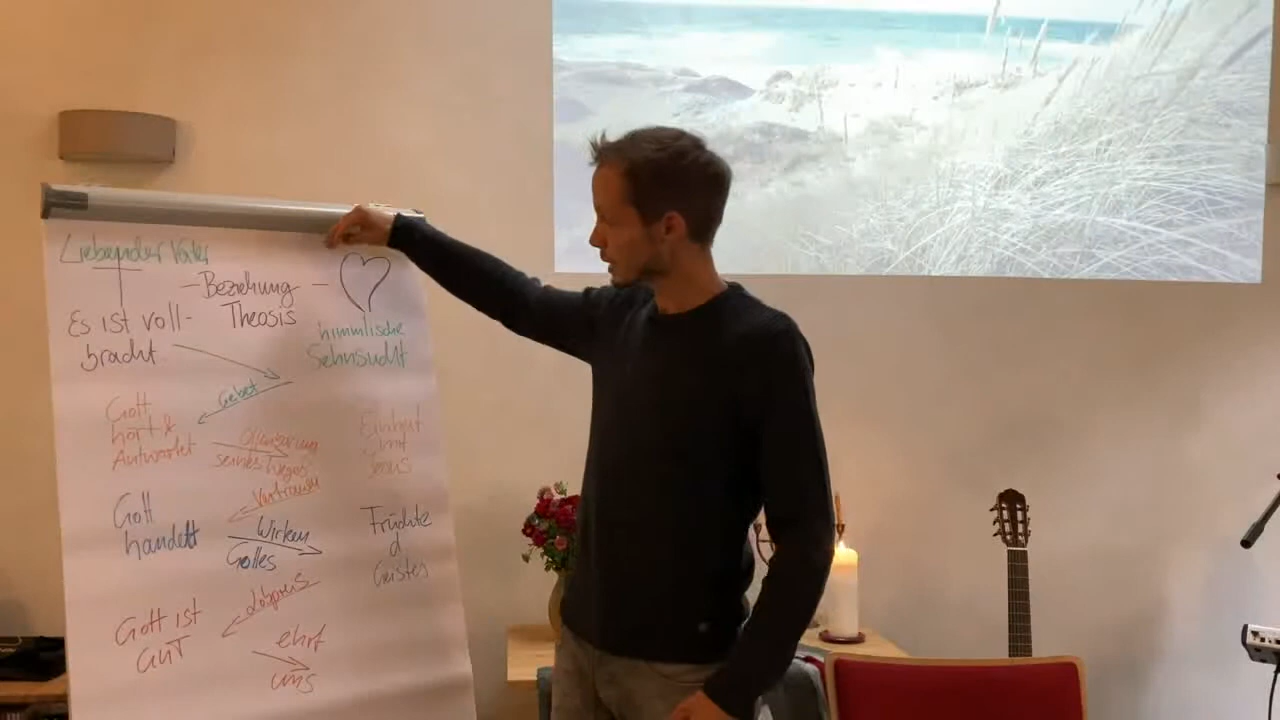 Liebender Vater
- Beziehung -
Theosis
Es ist voll-
bracht
himmlische
Sehnsucht
Gebet
Gott
hört &
Antwortet
Offenbarung
seines Weges
Einheit
mit
Jesus
Vertrauen
Gott
handelt
Wirken
Gottes
Früchte
d
Geistes
Lobpreis
Gott ist
GUT
ehrt
uns